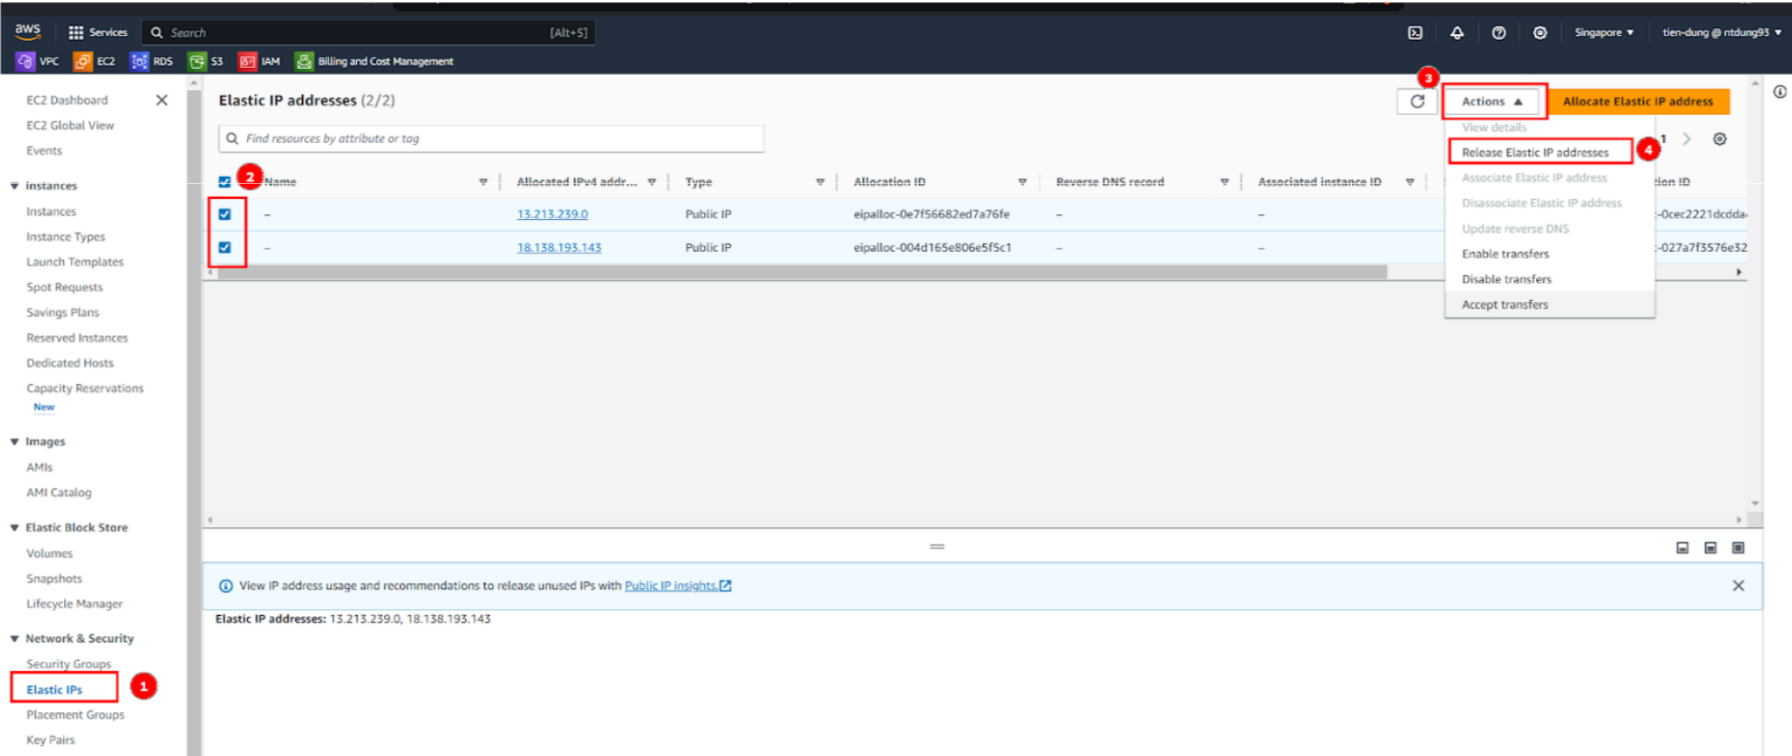 aws
Services
Search
[Alt+S]
Singapore
tien-dung @ ntdung93
VPC
EC2
RDS
S3
IAM
Billing and Cost Management
EC2 Dashboard
EC2 Global View
Events
Instances
Instances
Instance Types
Launch Templates
Spot Requests
Savings Plans
Reserved Instances
Dedicated Hosts
Capacity Reservations
New
Images
AMIs
AMI Catalog
Elastic Block Store
Volumes
Snapshots
Lifecycle Manager
Network & Security
Security Groups
Elastic IPs
1
Placement Groups
Key Pairs
Elastic IP addresses (2/2)
3
Actions
Allocate Elastic IP address
Find resources by attribute or tag
1
View details
Release Elastic IP addresses
4
Associate Elastic IP address
Disassociate Elastic IP address
Update reverse DNS
Enable transfers
Disable transfers
Accept transfers
2
Name
Allocated IPv4 addr...
Type
Allocation ID
Reverse DNS record
Associated instance ID
tion ID
–
13.213.239.0
Public IP
eipalloc-0e7f56682ed7a76fe
–
–
-0cec2221dcdda
–
18.138.193.143
Public IP
eipalloc-004d165e806e5f5c1
–
–
-027a7f3576e32
View IP address usage and recommendations to release unused IPs with Public IP insights.
Elastic IP addresses: 13.213.239.0, 18.138.193.143